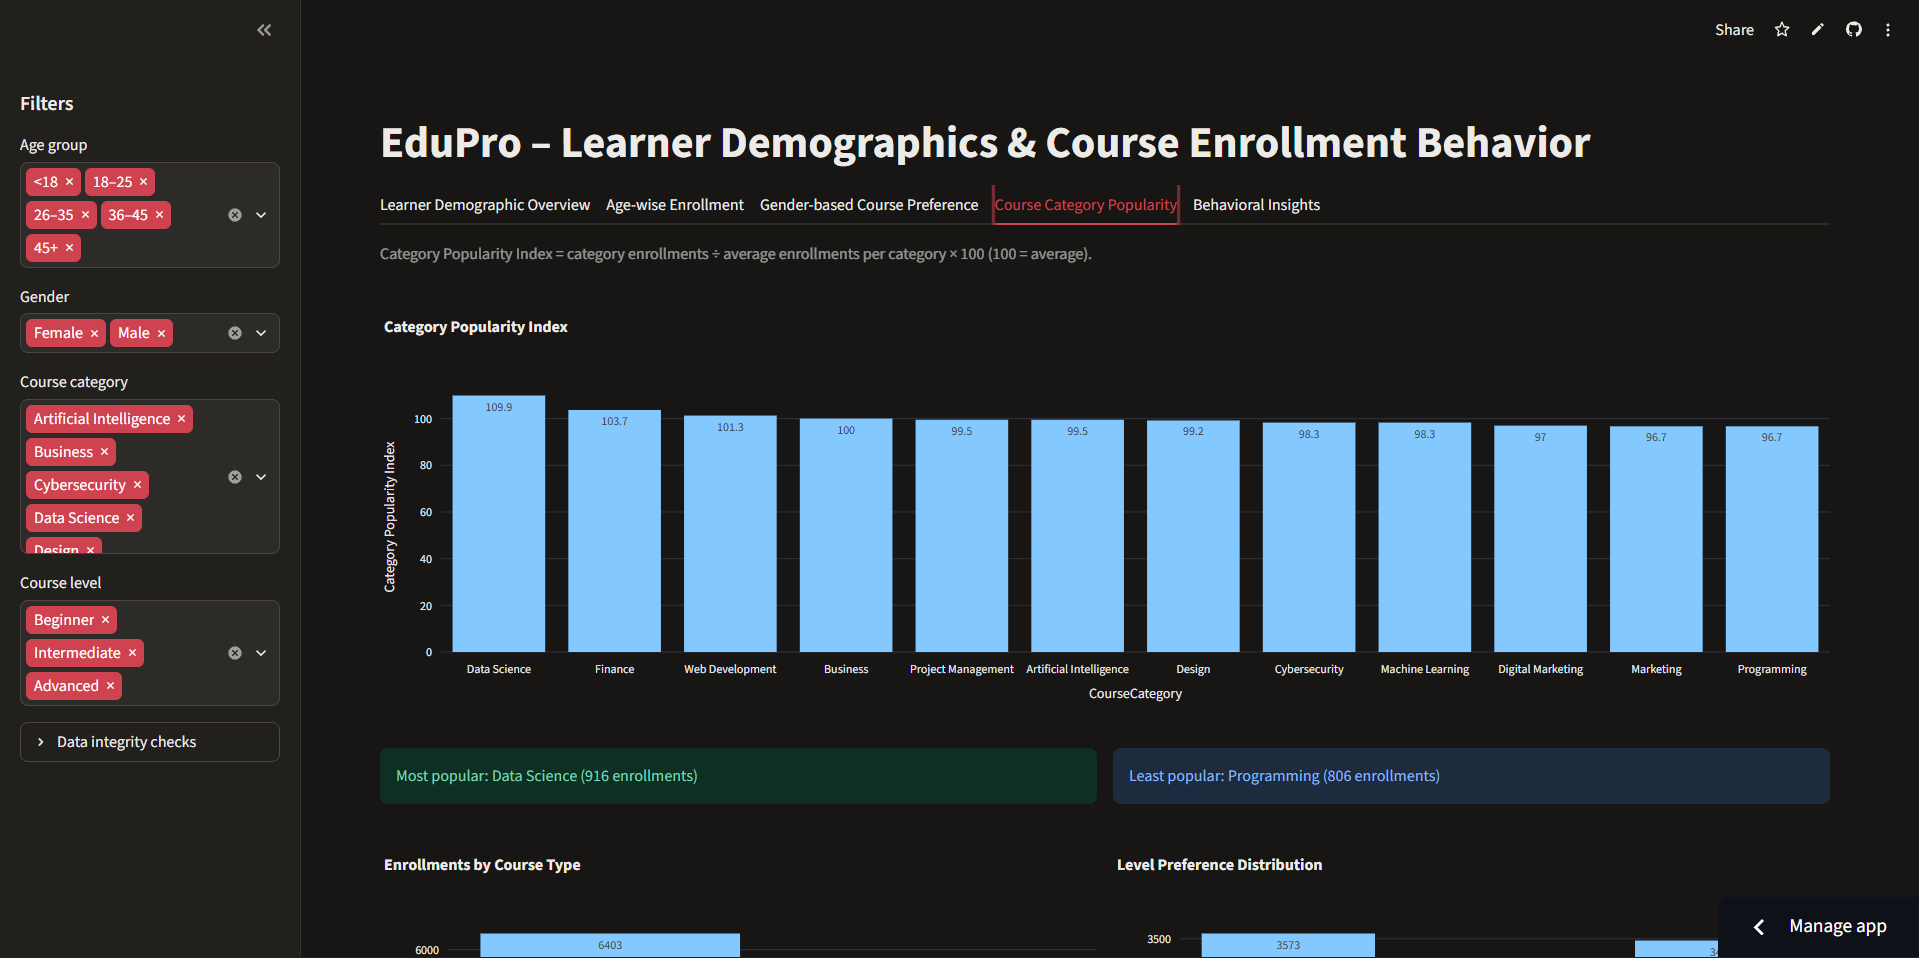 Share
Filters
Age group
<18 ×
18–25 ×
26–35 ×
36–45 ×
45+ ×
Gender
Female ×
Male ×
Course category
Artificial Intelligence ×
Business ×
Cybersecurity ×
Data Science ×
Design ×
Course level
Beginner ×
Intermediate ×
Advanced ×
Data integrity checks
EduPro – Learner Demographics & Course Enrollment Behavior
Learner Demographic Overview
Age-wise Enrollment
Gender-based Course Preference
Course Category Popularity
Behavioral Insights
Category Popularity Index = category enrollments ÷ average enrollments per category × 100 (100 = average).
Category Popularity Index
Category Popularity Index
100
80
60
40
20
0
109.9
103.7
101.3
100
99.5
99.5
99.2
98.3
98.3
97
96.7
96.7
Data Science
Finance
Web Development
Business
Project Management
Artificial Intelligence
Design
Cybersecurity
Machine Learning
Digital Marketing
Marketing
Programming
CourseCategory
Most popular: Data Science (916 enrollments)
Least popular: Programming (806 enrollments)
Enrollments by Course Type
6000
6403
Level Preference Distribution
3500
3573
Manage app